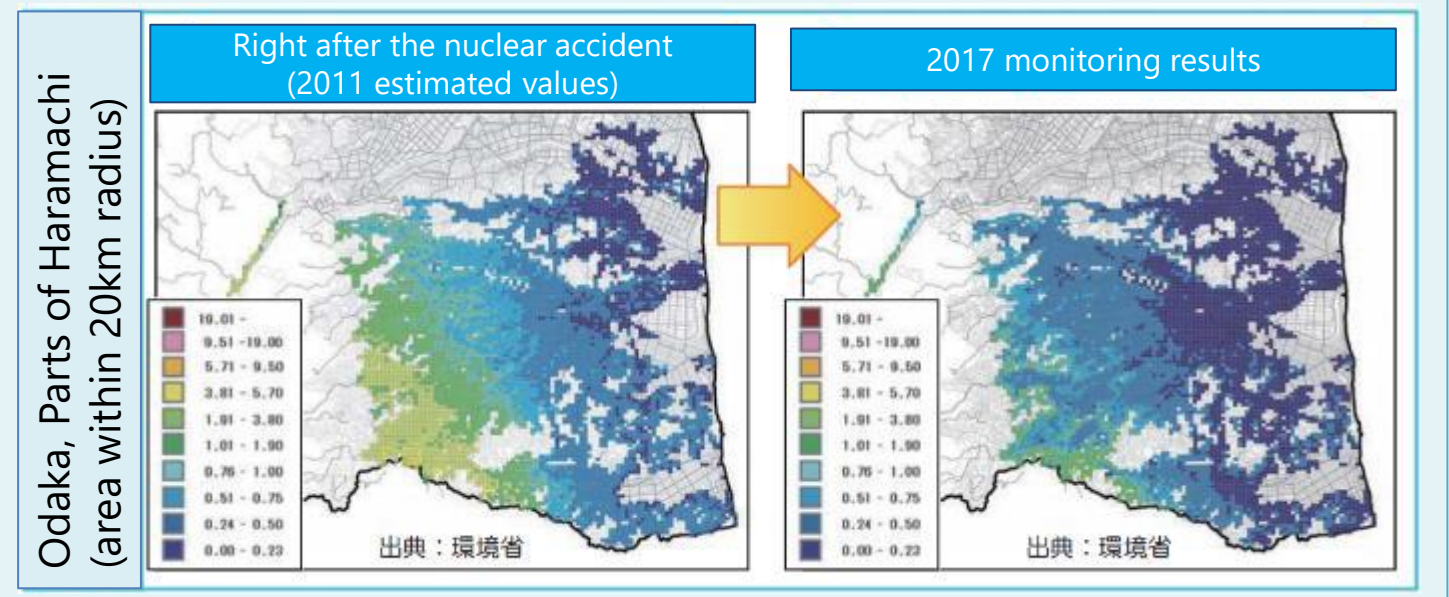 Odaka, Parts of Haramachi
(area within 20km radius)
Right after the nuclear accident
(2011 estimated values)
2017 monitoring results
19.01 -
9.51 -19.00
5.71 - 9.50
3.81 - 5.70
1.91 - 3.80
1.01 - 1.90
0.76 - 1.00
0.51 - 0.75
0.24 - 0.50
0.00 - 0.23
出典：環境省
19.01 -
9.51 -19.00
5.71 - 9.50
3.81 - 5.70
1.91 - 3.80
1.01 - 1.90
0.76 - 1.00
0.51 - 0.75
0.24 - 0.50
0.00 - 0.23
出典：環境省